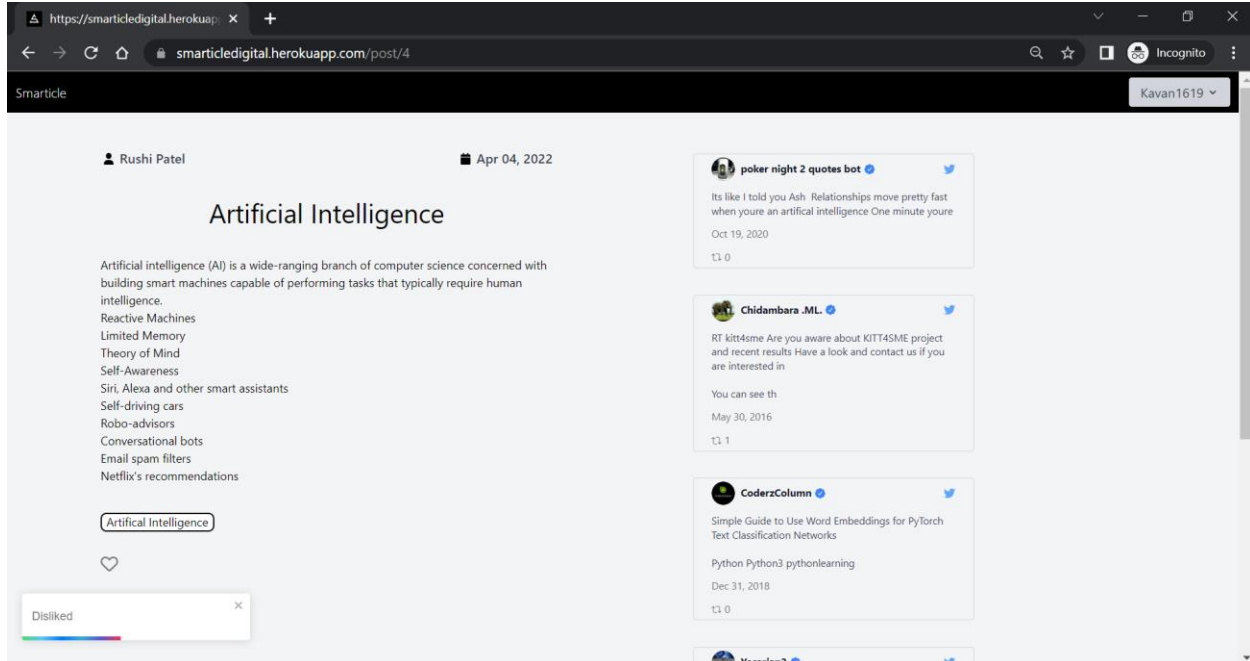 https://smarticledigital.herokuap
smarticledigital.herokuapp.com/post/4
Incognito
Smarticle
Kavan1619
Rushi Patel
Apr 04, 2022
Artificial Intelligence
Artificial intelligence (AI) is a wide-ranging branch of computer science concerned with
building smart machines capable of performing tasks that typically require human
intelligence.
Reactive Machines
Limited Memory
Theory of Mind
Self-Awareness
Siri, Alexa and other smart assistants
Self-driving cars
Robo-advisors
Conversational bots
Email spam filters
Netflix's recommendations
Artifical Intelligence
Disliked
poker night 2 quotes bot
Its like I told you Ash Relationships move pretty fast
when youre an artifical intelligence One minute youre
Oct 19, 2020
0
Chidambara .ML.
RT kitt4sme Are you aware about KITT4SME project
and recent results Have a look and contact us if you
are interested in
You can see th
May 30, 2016
1
CoderzColumn
Simple Guide to Use Word Embeddings for PyTorch
Text Classification Networks
Python Python3 pythonlearning
Dec 31, 2018
0